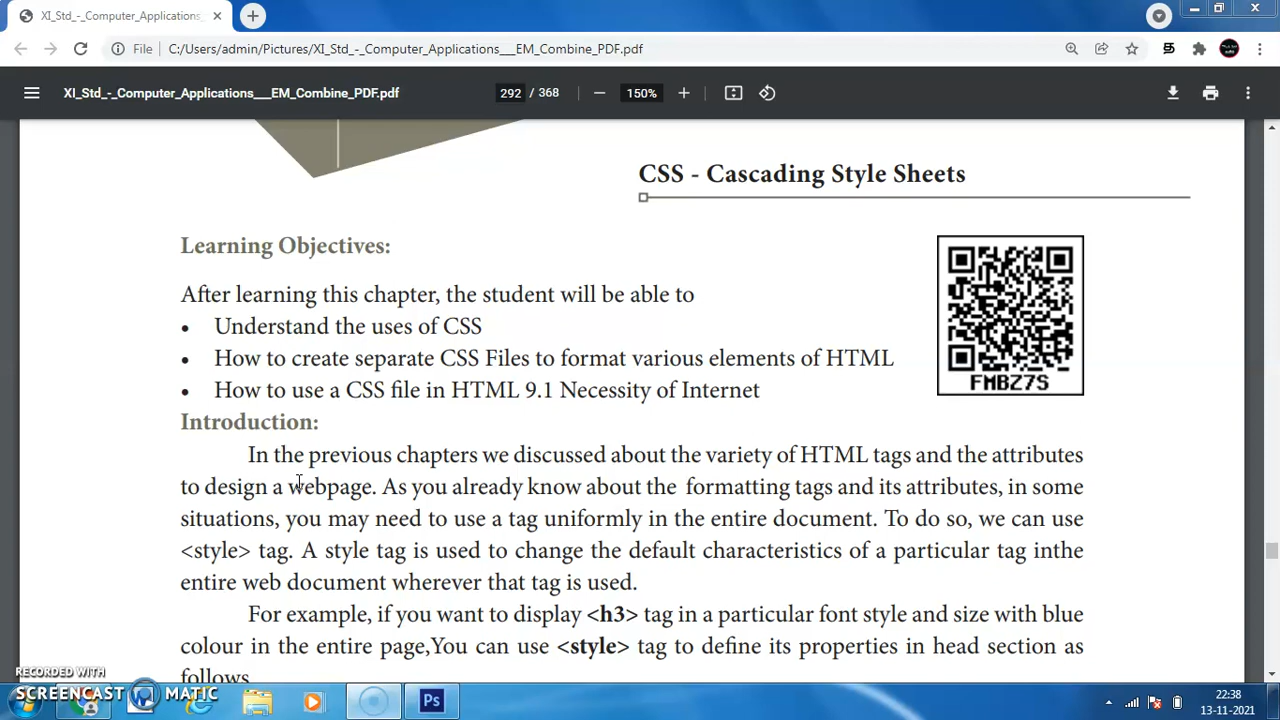 XI_Std_-_Computer_Applications_
File
C:/Users/admin/Pictures/XI_Std_-_Computer_Applications___EM_Combine_PDF.pdf
XI_Std_-_Computer_Applications___EM_Combine_PDF.pdf
292 / 368
150%
CSS - Cascading Style Sheets
Learning Objectives:
After learning this chapter, the student will be able to
• Understand the uses of CSS
• How to create separate CSS Files to format various elements of HTML
• How to use a CSS file in HTML 9.1 Necessity of Internet
FMBZ7S
Introduction:
In the previous chapters we discussed about the variety of HTML tags and the attributes
to design a webpage. As you already know about the formatting tags and its attributes, in some
situations, you may need to use a tag uniformly in the entire document. To do so, we can use
<style> tag. A style tag is used to change the default characteristics of a particular tag inthe
entire web document wherever that tag is used.
For example, if you want to display <h3> tag in a particular font style and size with blue
colour in the entire page,You can use <style> tag to define its properties in head section as
follows
RECORDED WITH
SCREENCAST MATIC
Ps
22:38
13-11-2021